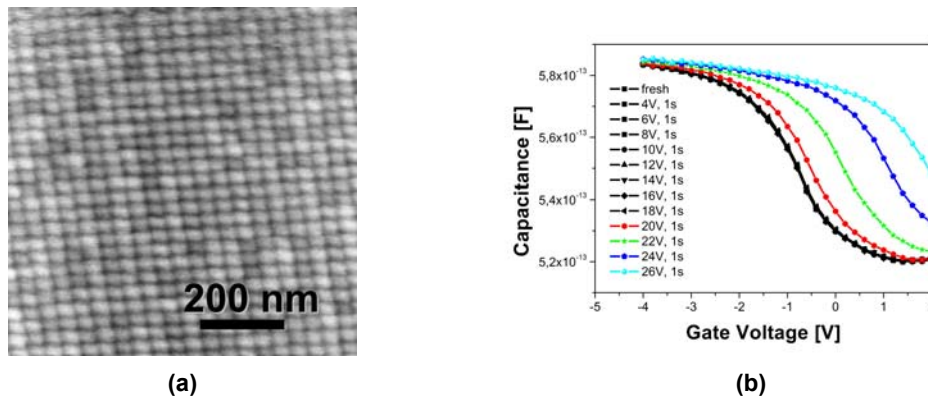 200 nm
(a)
Capacitance [F]
5,8x10⁻¹³
5,6x10⁻¹³
5,4x10⁻¹³
5,2x10⁻¹³
fresh
4V, 1s
6V, 1s
8V, 1s
10V, 1s
12V, 1s
14V, 1s
16V, 1s
18V, 1s
20V, 1s
22V, 1s
24V, 1s
26V, 1s
-5 -4 -3 -2 -1 0 1
Gate Voltage [V]
(b)